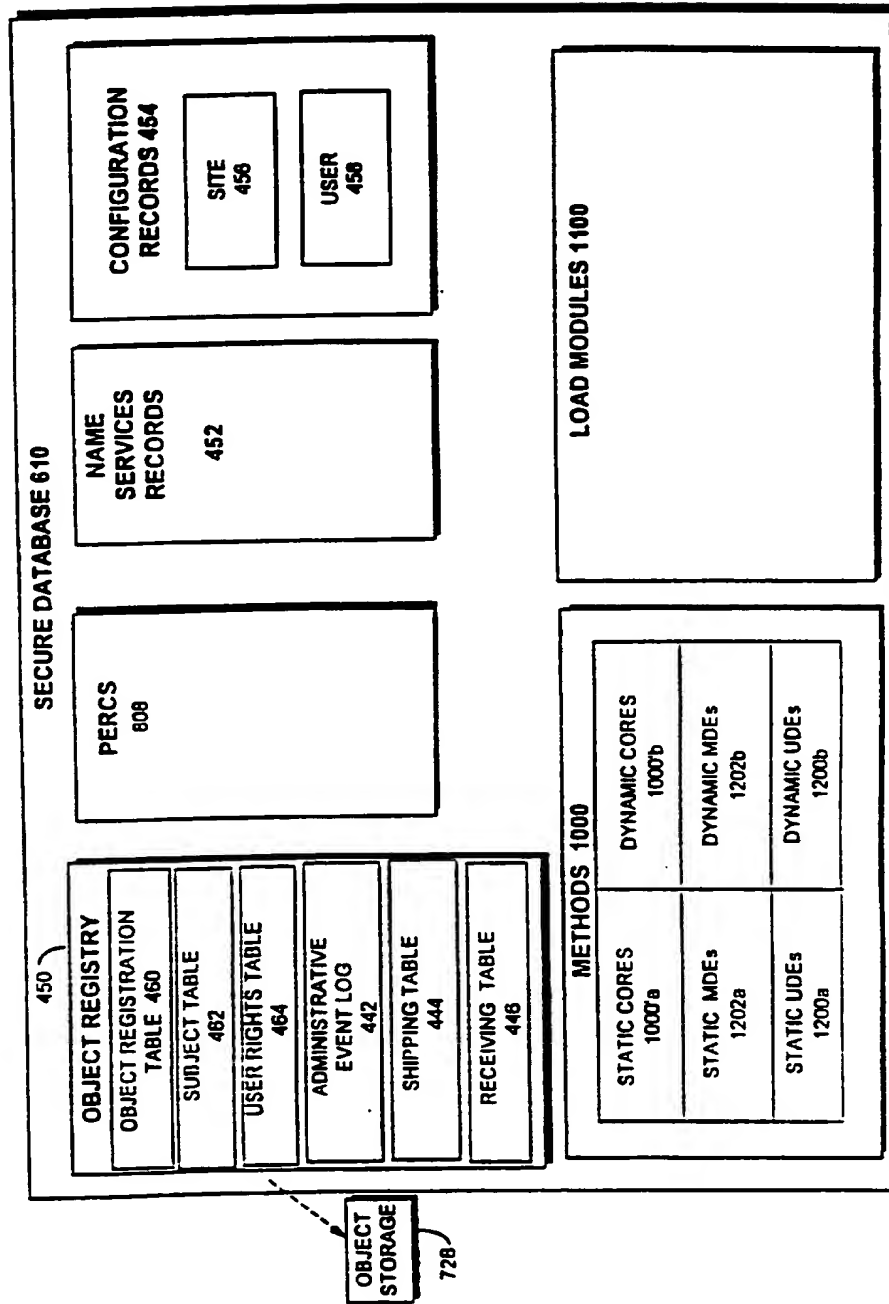 SECURE DATABASE 610
450
OBJECT REGISTRY
OBJECT REGISTRATION
TABLE 460
SUBJECT TABLE
462
USER RIGHTS TABLE
464
ADMINISTRATIVE
EVENT LOG
442
SHIPPING TABLE
444
RECEIVING TABLE
446
PERCS
808
NAME
SERVICES
RECORDS
452
CONFIGURATION
RECORDS 454
SITE
456
USER
458
OBJECT
STORAGE
728
METHODS 1000
STATIC CORES
1000'a
DYNAMIC CORES
1000'b
STATIC MDEs
1202a
DYNAMIC MDEs
1202b
STATIC UDEs
1200a
DYNAMIC UDEs
1200b
LOAD MODULES 1100